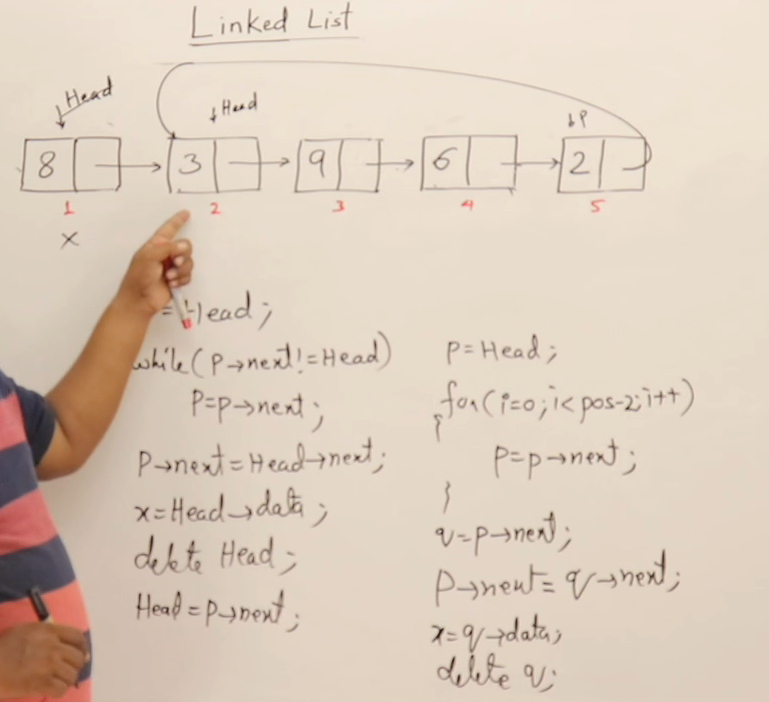 Linked List
Head
Head
P
8 3 9 6 2
1 2 3 4 5
X
= Head;
while(P→next!=Head)
P=p→next;
P→next=Head→next;
x=Head→data;
delete Head;
Head=p→next;
P=Head;
for(i=0;i<pos-2;i++)
{
P=p→next;
}
q=p→next;
P→next=q→next;
x=q→data;
delete q;